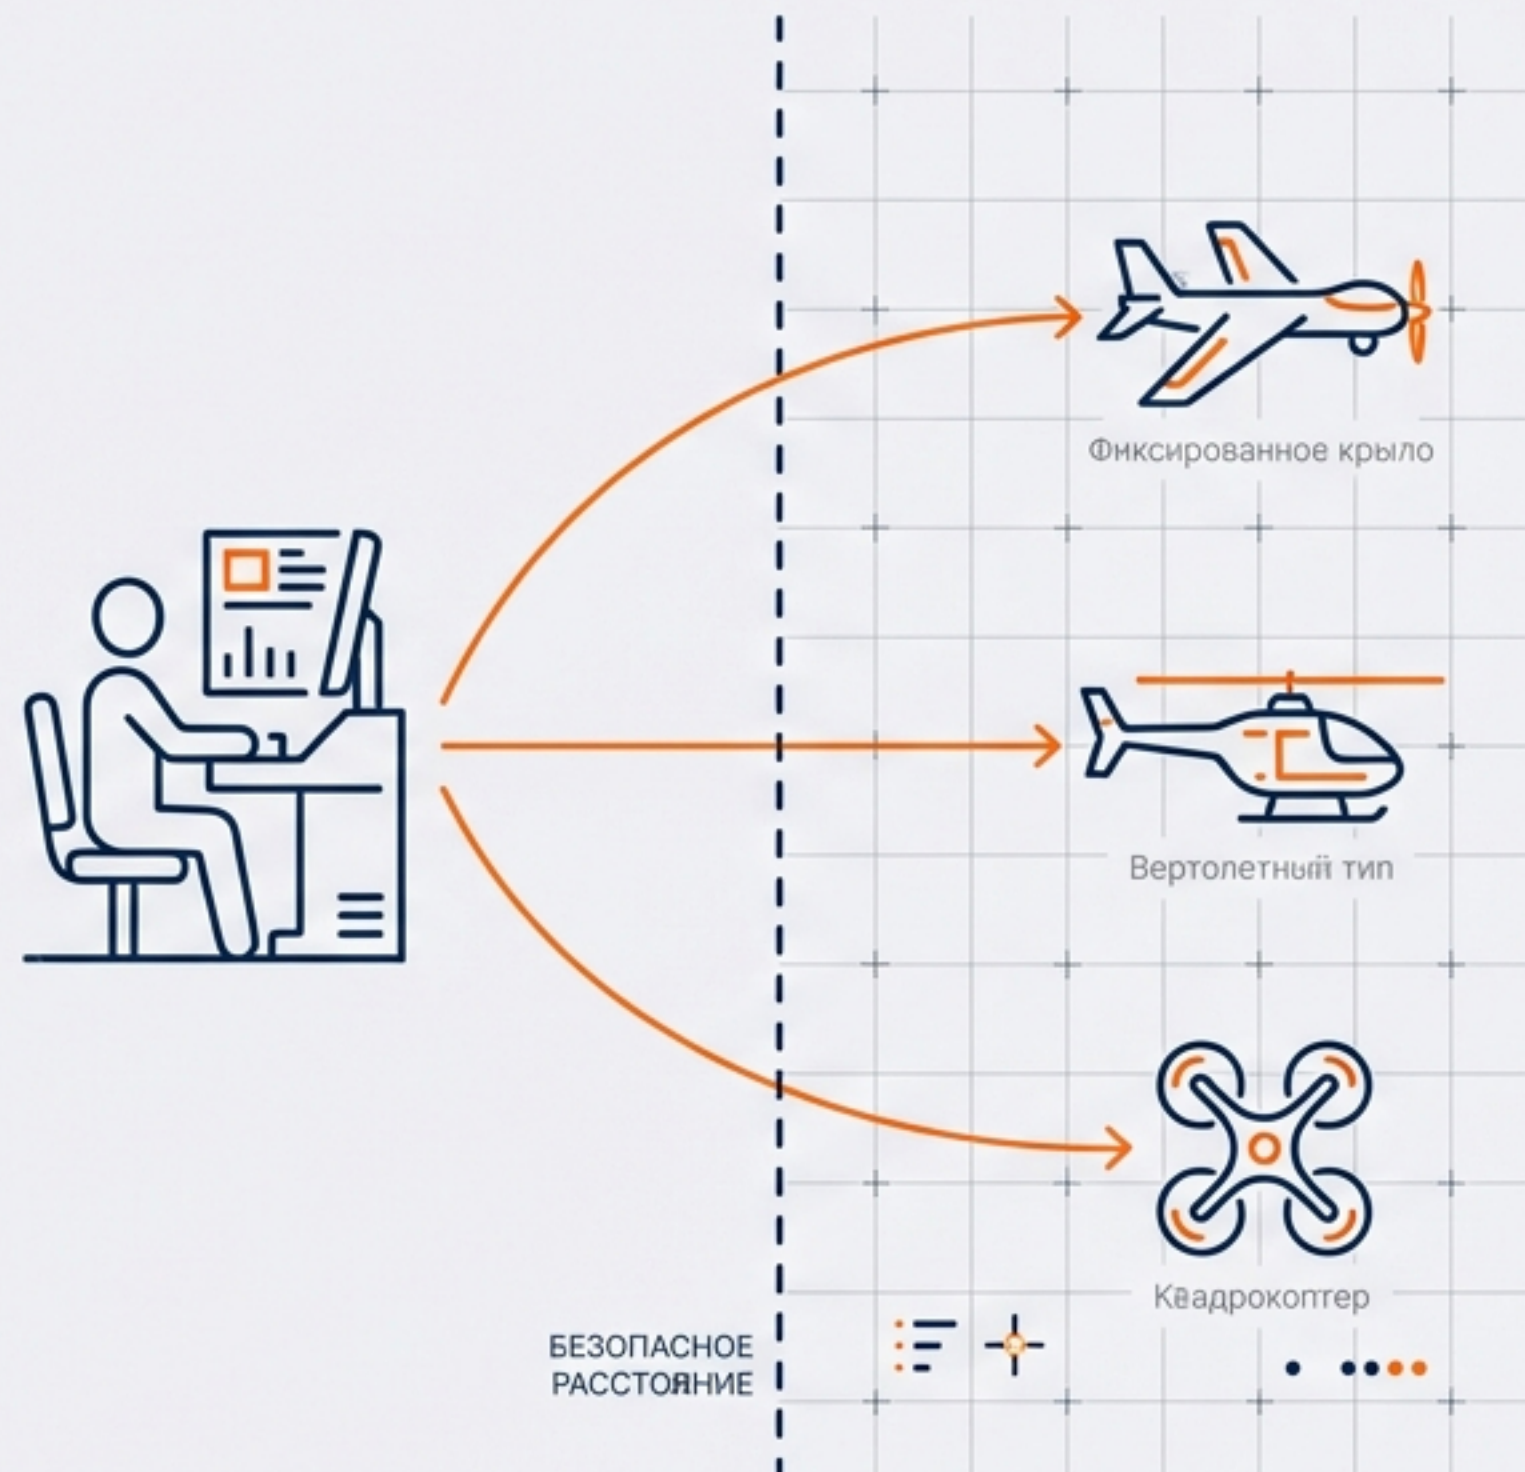 Фиксированное крыло
Вертолетный тип
Квадрокоптер
БЕЗОПАСНОЕ
РАССТОЯНИЕ